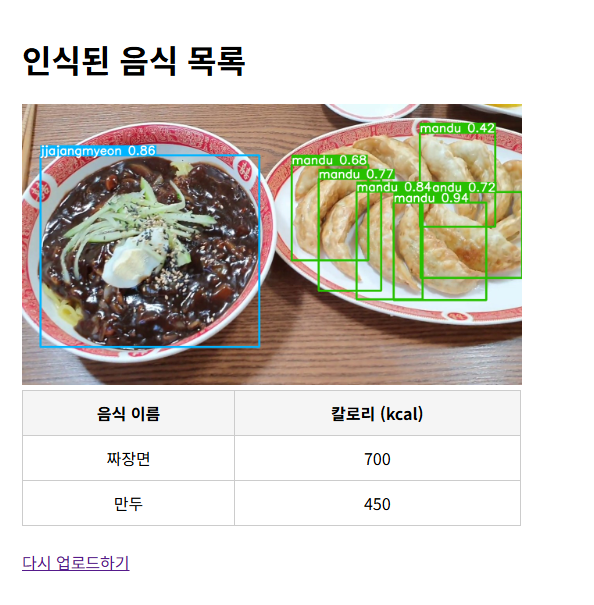 인식된 음식 목록
jjajangmyeon 0.86
mandu 0.42
mandu 0.68
mandu 0.77
mandu 0.84
andu 0.72
mandu 0.94
음식 이름 칼로리 (kcal)
짜장면 700
만두 450
다시 업로드하기